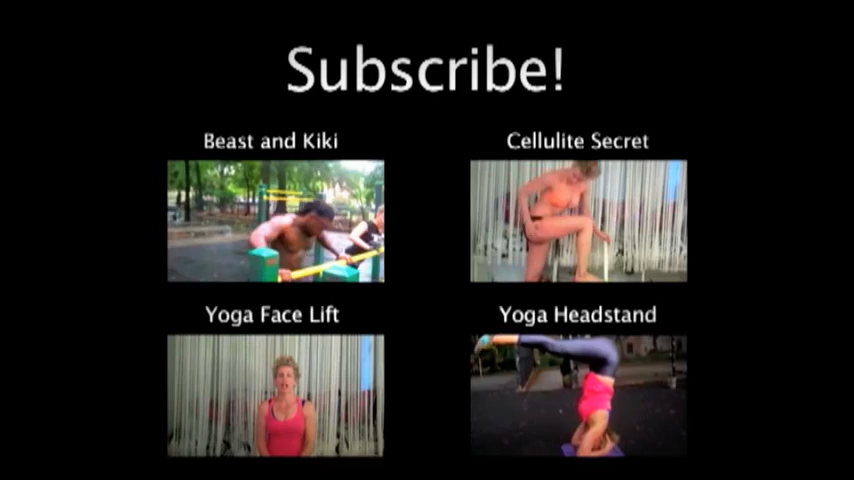 Subscribe!
Beast and Kiki
Cellulite Secret
Yoga Face Lift
Yoga Headstand